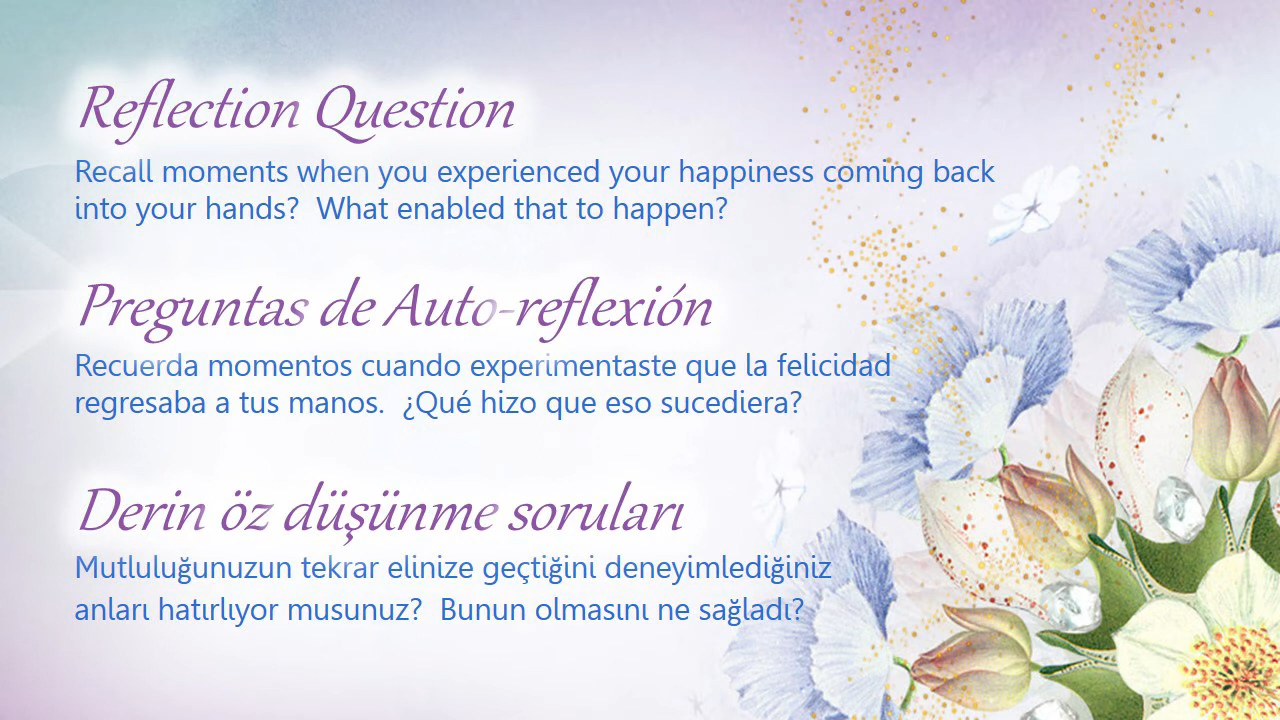 Reflection Question
Recall moments when you experienced your happiness coming back
into your hands?  What enabled that to happen?
Preguntas de Auto-reflexión
Recuerda momentos cuando experimentaste que la felicidad
regresaba a tus manos.  ¿Qué hizo que eso sucediera?
Derin öz düşünme soruları
Mutluluğunuzun tekrar elinize geçtiğini deneyimlediğiniz
anları hatırlıyor musunuz?  Bunun olmasını ne sağladı?